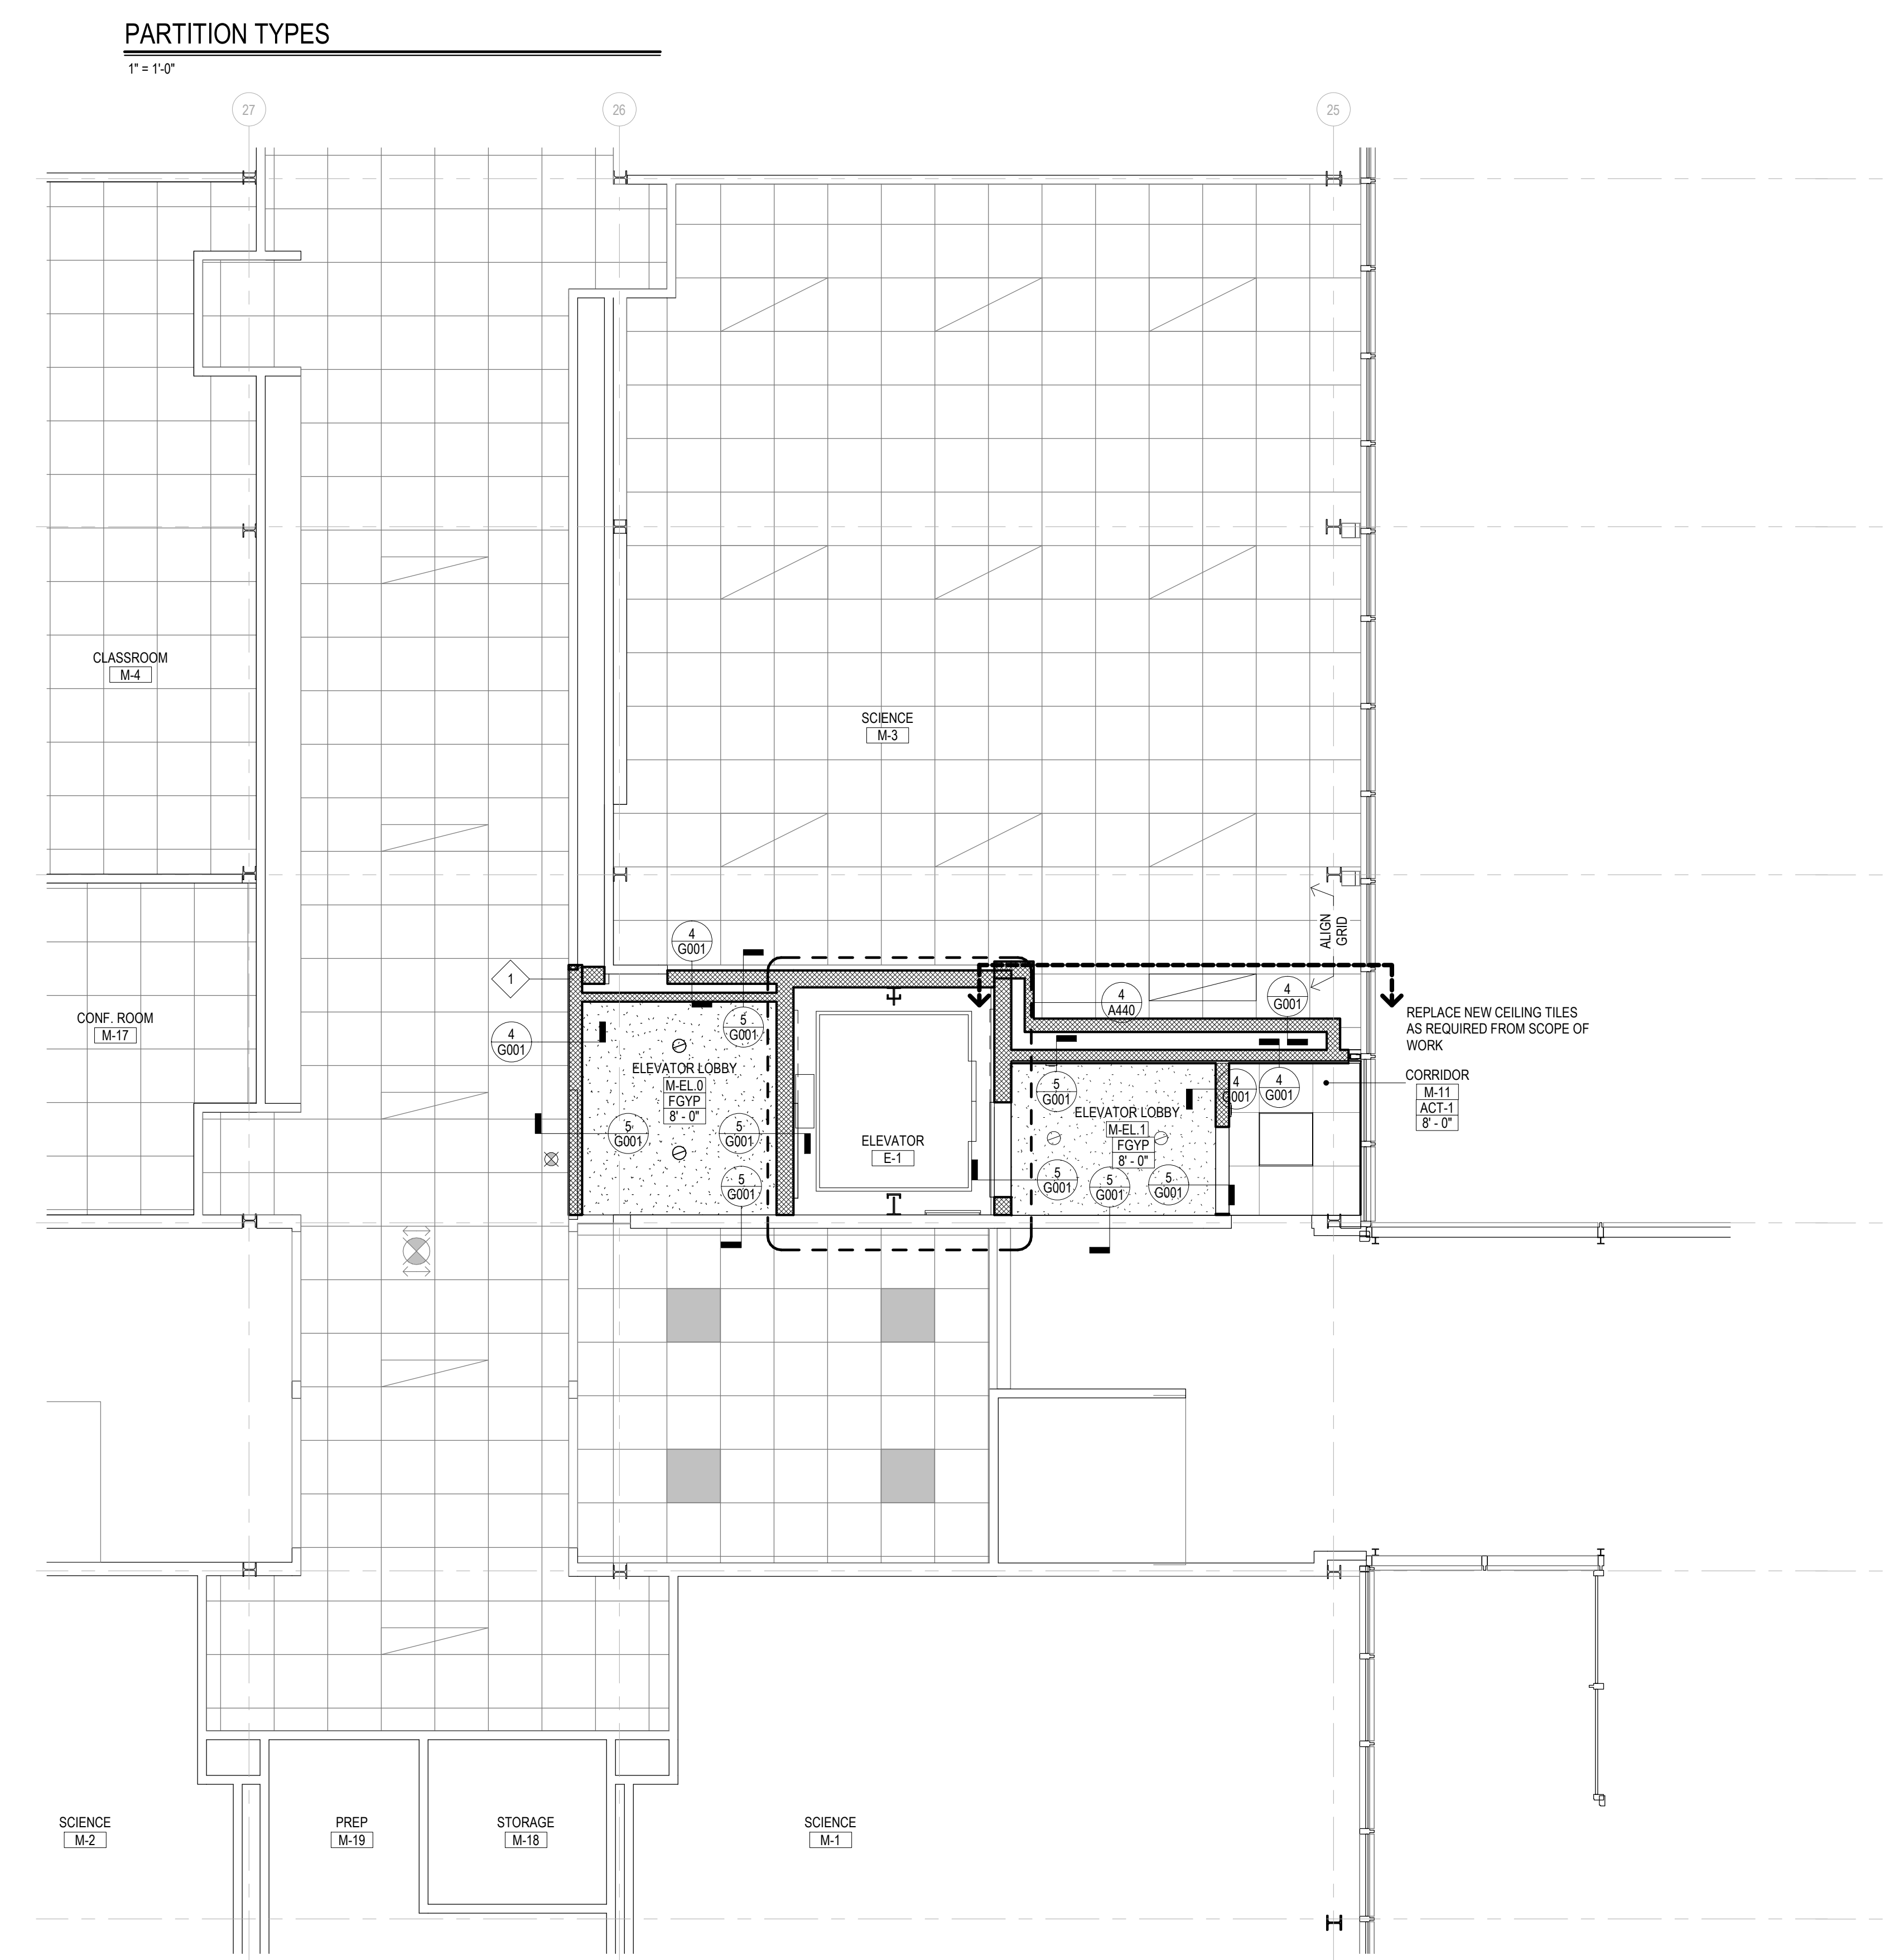 PARTITION TYPES
1" = 1'-0"
27
26
25
CLASSROOM
M-4
SCIENCE
M-3
ALIGN
GRID
4
G001
1
4
A440
4
G001
CONF. ROOM
M-17
4
G001
5
G001
REPLACE NEW CEILING TILES
AS REQUIRED FROM SCOPE OF
WORK
ELEVATOR LOBBY
M-EL.0
FGYP
8' - 0"
5
G001
4
G001
4
G001
CORRIDOR
M-11
ACT-1
8' - 0"
5
G001
5
G001
ELEVATOR
E-1
ELEVATOR LOBBY
M-EL.1
FGYP
8' - 0"
5
G001
5
G001
5
G001
5
G001
SCIENCE
M-2
PREP
M-19
STORAGE
M-18
SCIENCE
M-1